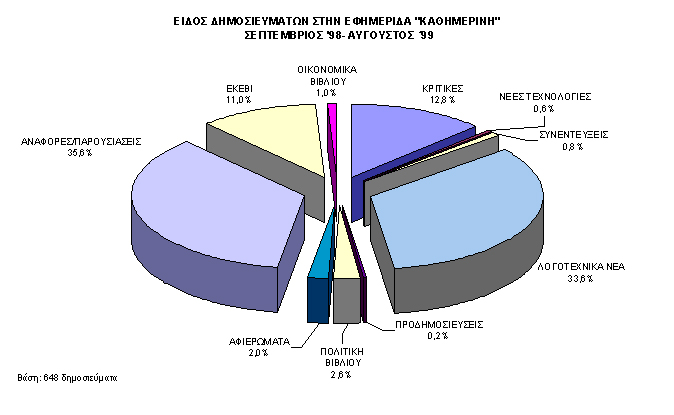 ΕΙΔΟΣ ΔΗΜΟΣΙΕΥΜΑΤΩΝ ΣΤΗΝ ΕΦΗΜΕΡΙΔΑ "ΚΑΘΗΜΕΡΙΝΗ"
ΣΕΠΤΕΜΒΡΙΟΣ '98- ΑΥΓΟΥΣΤΟΣ '99
ΟΙΚΟΝΟΜΙΚΑ
ΒΙΒΛΙΟΥ
1,0%
ΕΚΕΒΙ
11,0%
ΚΡΙΤΙΚΕΣ
12,8%
ΝΕΕΣ ΤΕΧΝΟΛΟΓΙΕΣ
0,6%
ΣΥΝΕΝΤΕΥΞΕΙΣ
0,8%
ΑΝΑΦΟΡΕΣ/ΠΑΡΟΥΣΙΑΣΕΙΣ
35,6%
ΛΟΓΟΤΕΧΝΙΚΑ ΝΕΑ
33,6%
ΠΡΟΔΗΜΟΣΙΕΥΣΕΙΣ
0,2%
ΑΦΙΕΡΩΜΑΤΑ
2,0%
ΠΟΛΙΤΙΚΗ
ΒΙΒΛΙΟΥ
2,6%
Βάση: 648 δημοσιεύματα